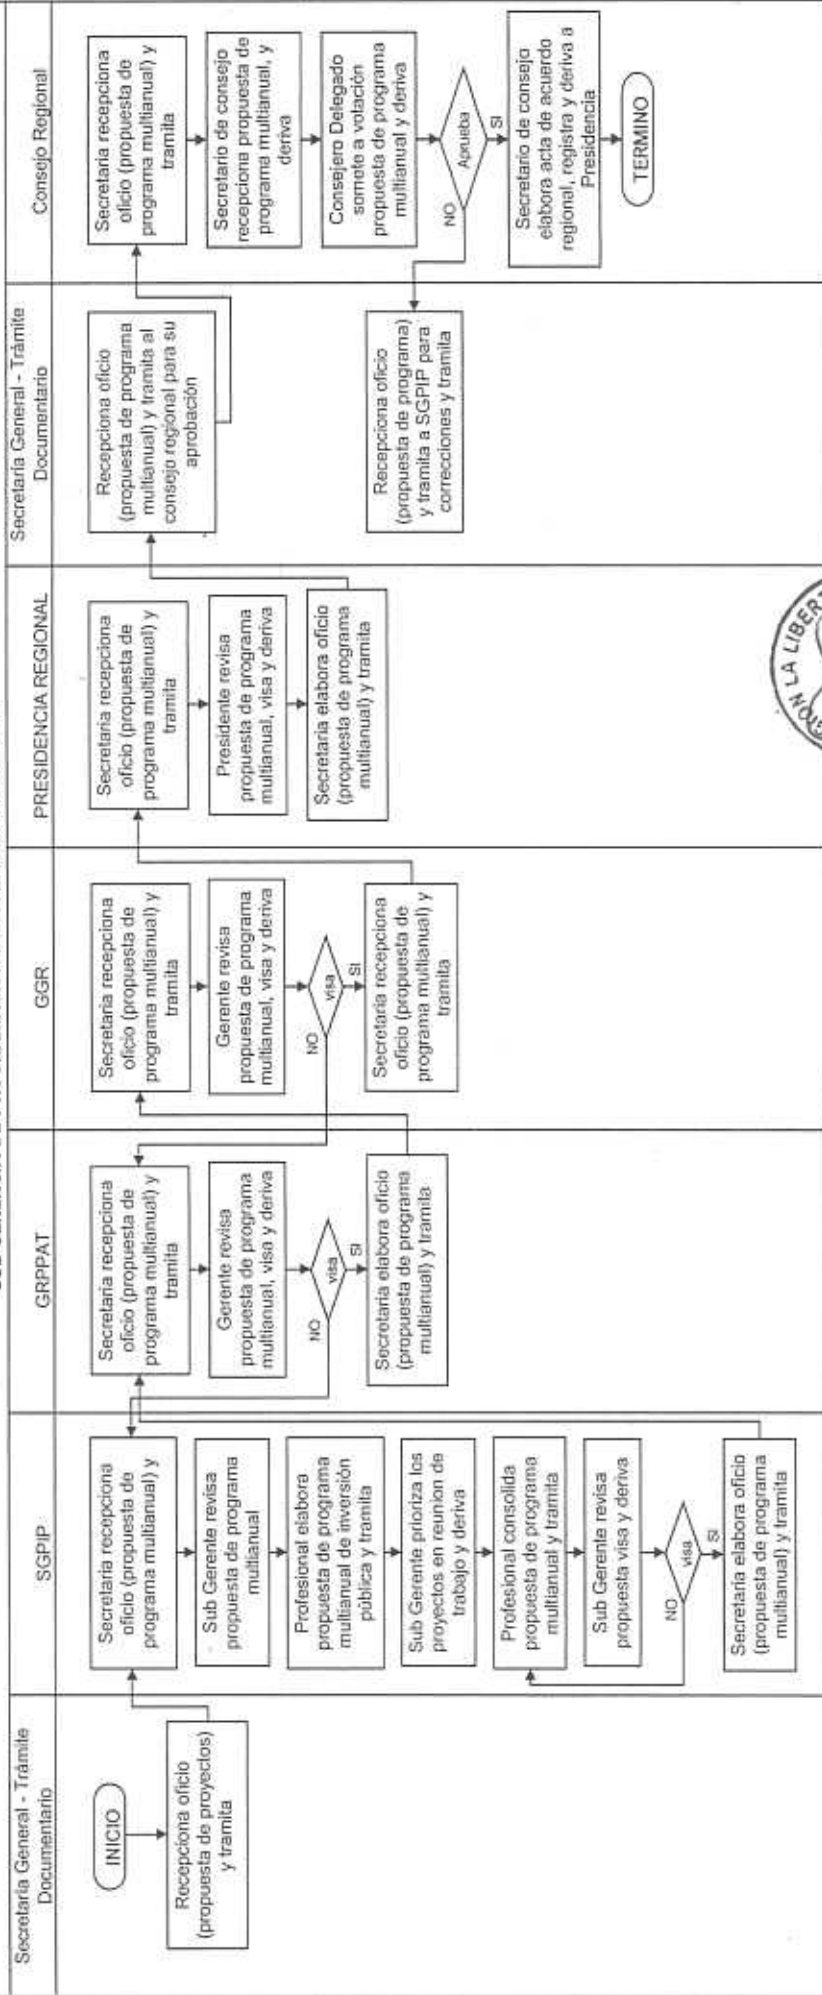 Secretaría General - Trámite
Documentario
INICIO
Recepciona oficio
(propuesta de proyectos)
y tramita
SGPIP
Secretaria recepciona
oficio (propuesta de
programa multianual) y
tramita
Sub Gerente revisa
propuesta de programa
multianual
Profesional elabora
propuesta de programa
multianual de inversión
pública y tramita
Sub Gerente prioriza los
proyectos en reunion de
trabajo y deriva
Profesional consolida
propuesta de programa
multianual y tramita
Sub Gerente revisa
propuesta visa y deriva
visa
NO
SI
Secretaria elabora oficio
(propuesta de programa
multianual) y tramita
GRPPAT
Secretaria recepciona
oficio (propuesta de
programa multianual) y
tramita
Gerente revisa
propuesta de programa
multianual, visa y deriva
visa
NO
SI
Secretaria elabora oficio
(propuesta de programa
multianual) y tramita
GGR
Secretaria recepciona
oficio (propuesta de
programa multianual) y
tramita
Gerente revisa
propuesta de programa
multianual, visa y deriva
visa
NO
SI
Secretaria recepciona
oficio (propuesta de
programa multianual) y
tramita
PRESIDENCIA REGIONAL
Secretaria recepciona
oficio (propuesta de
programa multianual) y
tramita
Presidente revisa
propuesta de programa
multianual, visa y deriva
Secretaria elabora oficio
(propuesta de programa
multianual) y tramita
Secretaría General - Trámite
Documentario
Recepciona oficio
(propuesta de programa
multianual) y tramita al
consejo regional para su
aprobación
Recepciona oficio
(propuesta de programa)
y tramita a SGPIP para
correcciones y tramita
Consejo Regional
Secretaria recepciona
oficio (propuesta de
programa multianual) y
tramita
Secretario de consejo
recepciona propuesta de
programa multianual, y
deriva
Consejero Delegado
somete a votación
propuesta de programa
multianual y deriva
Aprueba
NO
SI
Secretario de consejo
elabora acta de acuerdo
regional, registra y deriva a
Presidencia
TERMINO
LA LIBERT